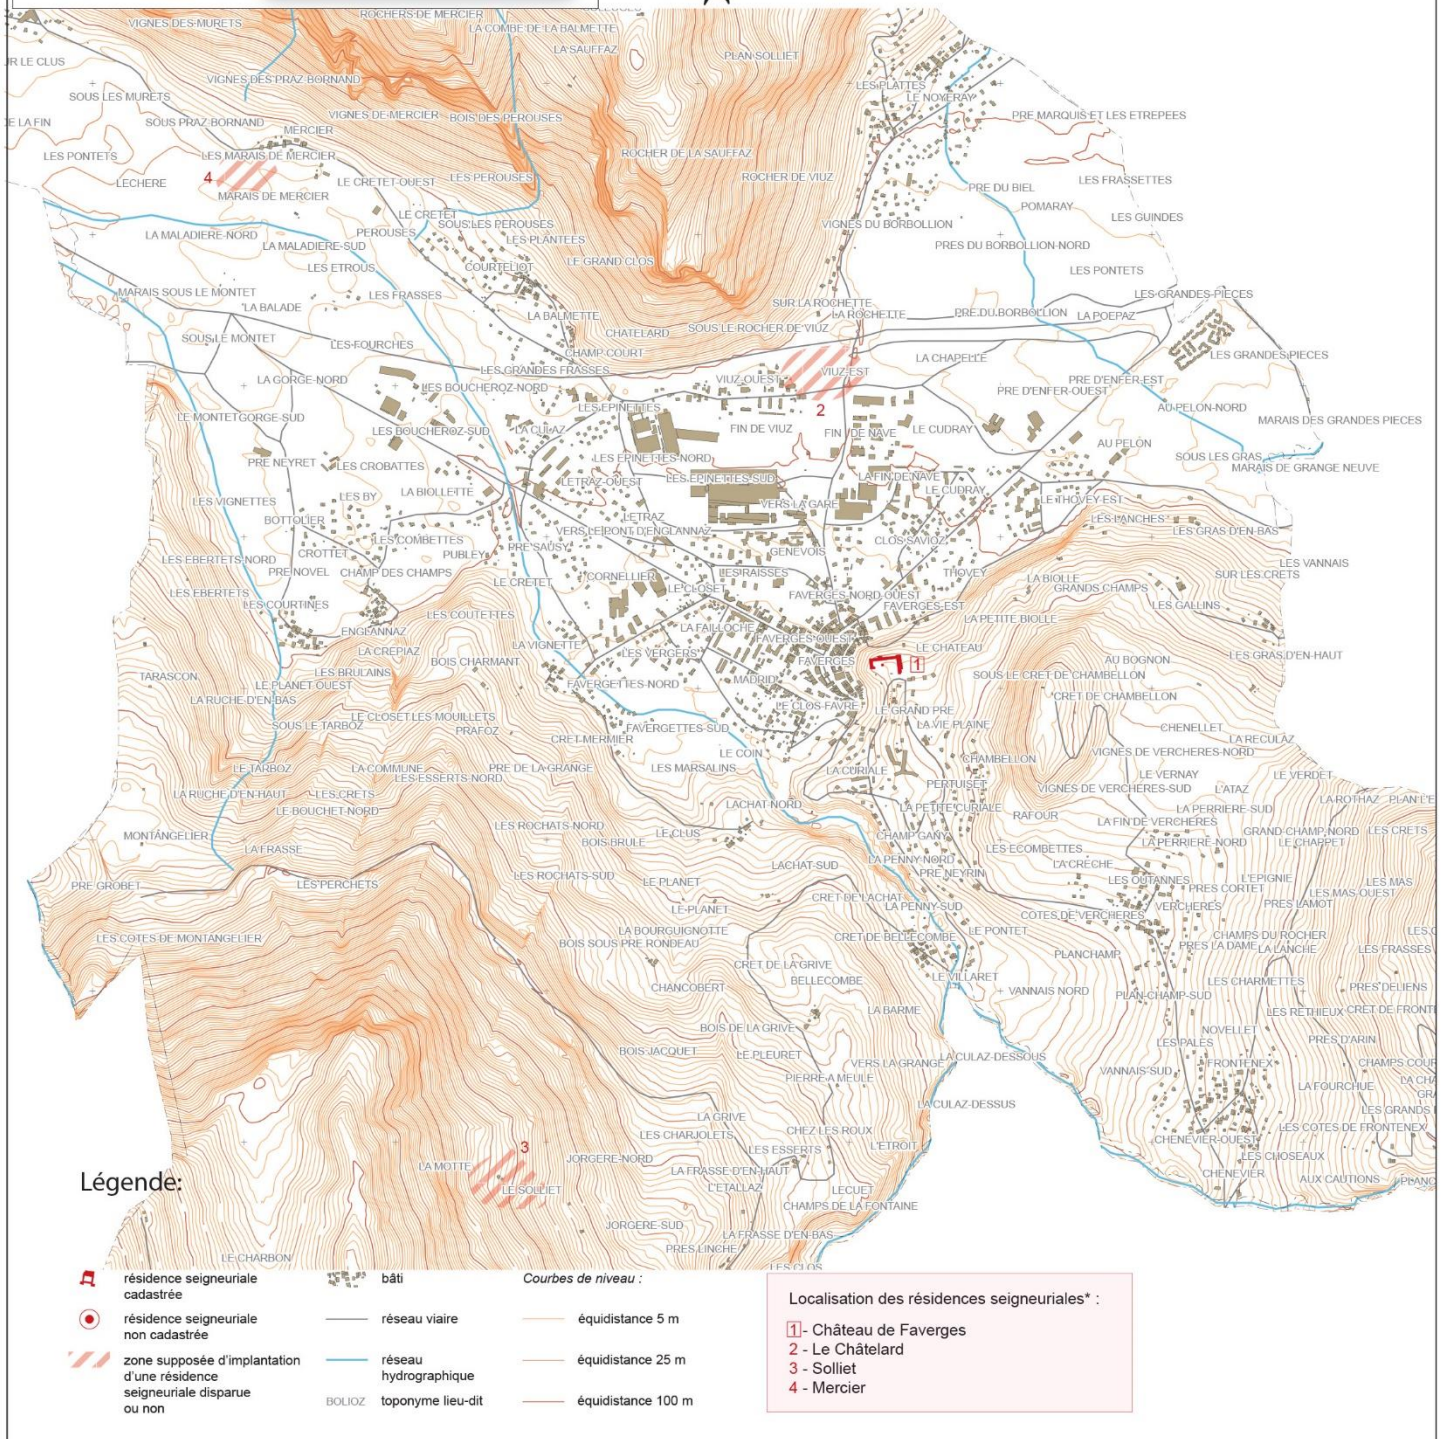 VIGNES DES MURETS
ROCHERS DE MERCIER
LA COMBE DE LA BALMETTE
LA SAUFFAZ
PLAN SOLLIET
R LE CLUS
VIGNES DES PRAZ BORNAND
LES PLATTES
LE NOYERAY
SOUS LES MURETS
VIGNES DE MERCIER
BOIS DES PEROUSES
PRE MARQUIS ET LES ETREPEES
E LA FIN
SOUS PRAZ BORNAND
MERCIER
LES PONTETS
LES MARAIS DE MERCIER
ROCHER DE LA SAUFFAZ
4
LECHERE
LE CRETET-OUEST
LES PEROUSES
ROCHER DE VIUZ
LES FRASSETTES
MARAIS DE MERCIER
PRE DU BIEL
POMARAY
LES GUINDES
LE CRETET
SOUS LES PEROUSES
VIGNES DU BORBOLLION
LA MALADIERE-NORD
PEROUSES
LES PLANTEES
PRES DU BORBOLLION-NORD
LA MALADIERE-SUD
LES ETROUS
COURTELIOT
LE GRAND CLOS
LES PONTETS
MARAIS SOUS LE MONTET
LES FRASSES
LES GRANDES-PIECES
LA BALADE
LA BALMETTE
SUR LA ROCHETTE
LA ROCHETTE
PRE DU BORBOLLION
LA POEPAZ
SOUS LE MONTET
LES FOURCHES
CHATELARD
SOUS LE ROCHER DE VIUZ
CHAMP COURT
LA CHAPELLE
LES GRANDES PIECES
LES GRANDES FRASSES
LA GORGE-NORD
LES BOUCHEROZ-NORD
VIUZ-OUEST
VIUZ-EST
PRE D'ENFER-EST
PRE D'ENFER-OUEST
LE MONTET
GORGE-SUD
LES EPINETTES
2
AU PELON-NORD
MARAIS DES GRANDES PIECES
LES BOUCHEROZ-SUD
LA CULAZ
FIN DE VIUZ
FIN DE NAVE
LE CUDRAY
AU PELON
PRE NEYRET
LES CROBATTES
LES EPINETTES-NORD
SOUS LES GRAS
MARAIS DE GRANGE NEUVE
LETRAZ-OUEST
LES EPINETTES-SUD
LA FIN DE NAVE
LES VIGNETTES
LES BY
LA BIOLLETTE
VERS LA GARE
LE CUDRAY
LE THOVEY-EST
BOTTOLIER
LETRAZ
LES LANCHES
LES COMBETTES
VERS LE PONT D'ENGLANNAZ
LES GRAS D'EN-BAS
LES EBERTETS-NORD
CROTTET
PUBLEY
PRE SAUSY
GENEVOIS
CLOS SAVIOZ
LES VANNAIS
PRE NOVEL
CHAMP DES CHAMPS
LE CRETET
CORNELLIER
LES RAISSES
THOVEY
LA BIOLLE
SUR LES CRETS
LES EBERTETS
LE CLOSET
FAVERGES-NORD-OUEST
GRANDS CHAMPS
LES COURTINES
LES COUTETTES
FAVERGES-EST
LES GALLINS
ENGLANNAZ
LA FAILLOCHE
FAVERGES-OUEST
LA PETITE BIOLLE
LA CREPIAZ
LA VIGNETTE
LES VERGERS
LE CHATEAU
LES GRAS D'EN-HAUT
BOIS CHARMANT
FAVERGES
1
AU BOGNON
TARASCON
LES BRULAINS
SOUS LE CRET DE CHAMBELLON
LE PLANET OUEST
FAVERGETTES-NORD
MADRID
LA RUCHE-D'EN-BAS
CRET DE CHAMBELLON
LE CLOSET
LES MOUILLETS
LE CLOS-FAVRE
LE GRAND PRE
SOUS LE TARBOZ
PRAFOZ
FAVERGETTES-SUD
LA VIE PLAINE
CHENELLET
CRET-MERMIER
LA RECULAZ
LE COIN
VIGNES DE VERCHERES-NORD
LE TARBOZ
LA COMMUNE
PRE DE LA GRANGE
LES MARSALINS
LA CURIALE
CHAMBELLON
LE VERNAY
LE VERDET
LES ESSERTS-NORD
PERTUISET
VIGNES DE VERCHERES-SUD
L'ATAZ
LA RUCHE-D'EN-HAUT
LES CRETS
LACHAT-NORD
LA PETITE-CURIALE
LA PERRIERE-SUD
LA ROTHAZ
PLAN L'E
LE BOUCHET-NORD
RAFOUR
LA FIN DE VERCHERES
LES ROCHATS-NORD
LE CLUS
CHAMP GANY
GRAND CHAMP NORD
LES CRETS
MONTANGELIER
BOIS-BRULE
LA PERRIERE-NORD
LE CHAPPET
LA FRASSE
LES ECOMBETTES
LA PENNY-NORD
LACHAT-SUD
LA CRECHE
LES ROCHATS-SUD
PRE NEYRIN
L'EPIGNIE
PRE GROBET
LES PERCHETS
LE PLANET
LES OUTANNES
LES MAS
PRES CORTET
LES MAS-OUEST
CRET DE LACHAT
LA PENNY-SUD
VERCHERES
PRES LAMOT
LE-PLANET
COTES DE VERCHERES
LES COTES DE MONTANGELIER
LA BOURGUIGNOTTE
CRET DE BELLECOMBE
LE PONTET
CHAMPS DU ROCHER
BOIS SOUS PRE RONDEAU
PRES LA DAME
LA LANCHE
LES FRASSES
PLANCHAMP
CRET DE LA GRIVE
LE VILLARET
BELLECOMBE
LES CHARMETTES
CHANCOBERT
VANNAIS NORD
PLAN-CHAMP-SUD
PRES DELIENS
LA BARME
LES RETHIEUX
CRET DE FRONT
BOIS DE LA GRIVE
NOVELLET
LES PALES
PRES D'ARIN
BOIS JACQUET
LE PLEURET
VERS LA GRANGE
LA CULAZ-DESSOUS
FRONTENEX
CHAMPS COUR
PIERRE-A MEULE
VANNAIS-SUD
LA FOURCHUE
LA CHA
LA CULAZ-DESSUS
LES GRANDS
LA GRIVE
CHEZ LES ROUX
LES COTES DE FRONTENEX
LES CHARJOLETS
L'ETROIT
CHENEVIER-OUEST
3
LES ESSERTS
LES CHOSEAUX
LA MOTTE
JORGERE-NORD
LA FRASSE D'EN-HAUT
CHENEVIER
AUX CAUTIONS
PLANC
LE SOLLIET
L'ETALLAZ
LECUET
CHAMPS DE LA FONTAINE
JORGERE-SUD
LA FRASSE D'EN-BAS
PRES LINCHE
LE CHARBON
LES CLOS
Légende:
résidence seigneuriale
cadastrée
résidence seigneuriale
non cadastrée
zone supposée d'implantation
d'une résidence
seigneuriale disparue
ou non
bâti
réseau viaire
réseau
hydrographique
BOLIOZ toponyme lieu-dit
Courbes de niveau :
équidistance 5 m
équidistance 25 m
équidistance 100 m
Localisation des résidences seigneuriales* :
1 - Château de Faverges
2 - Le Châtelard
3 - Solliet
4 - Mercier